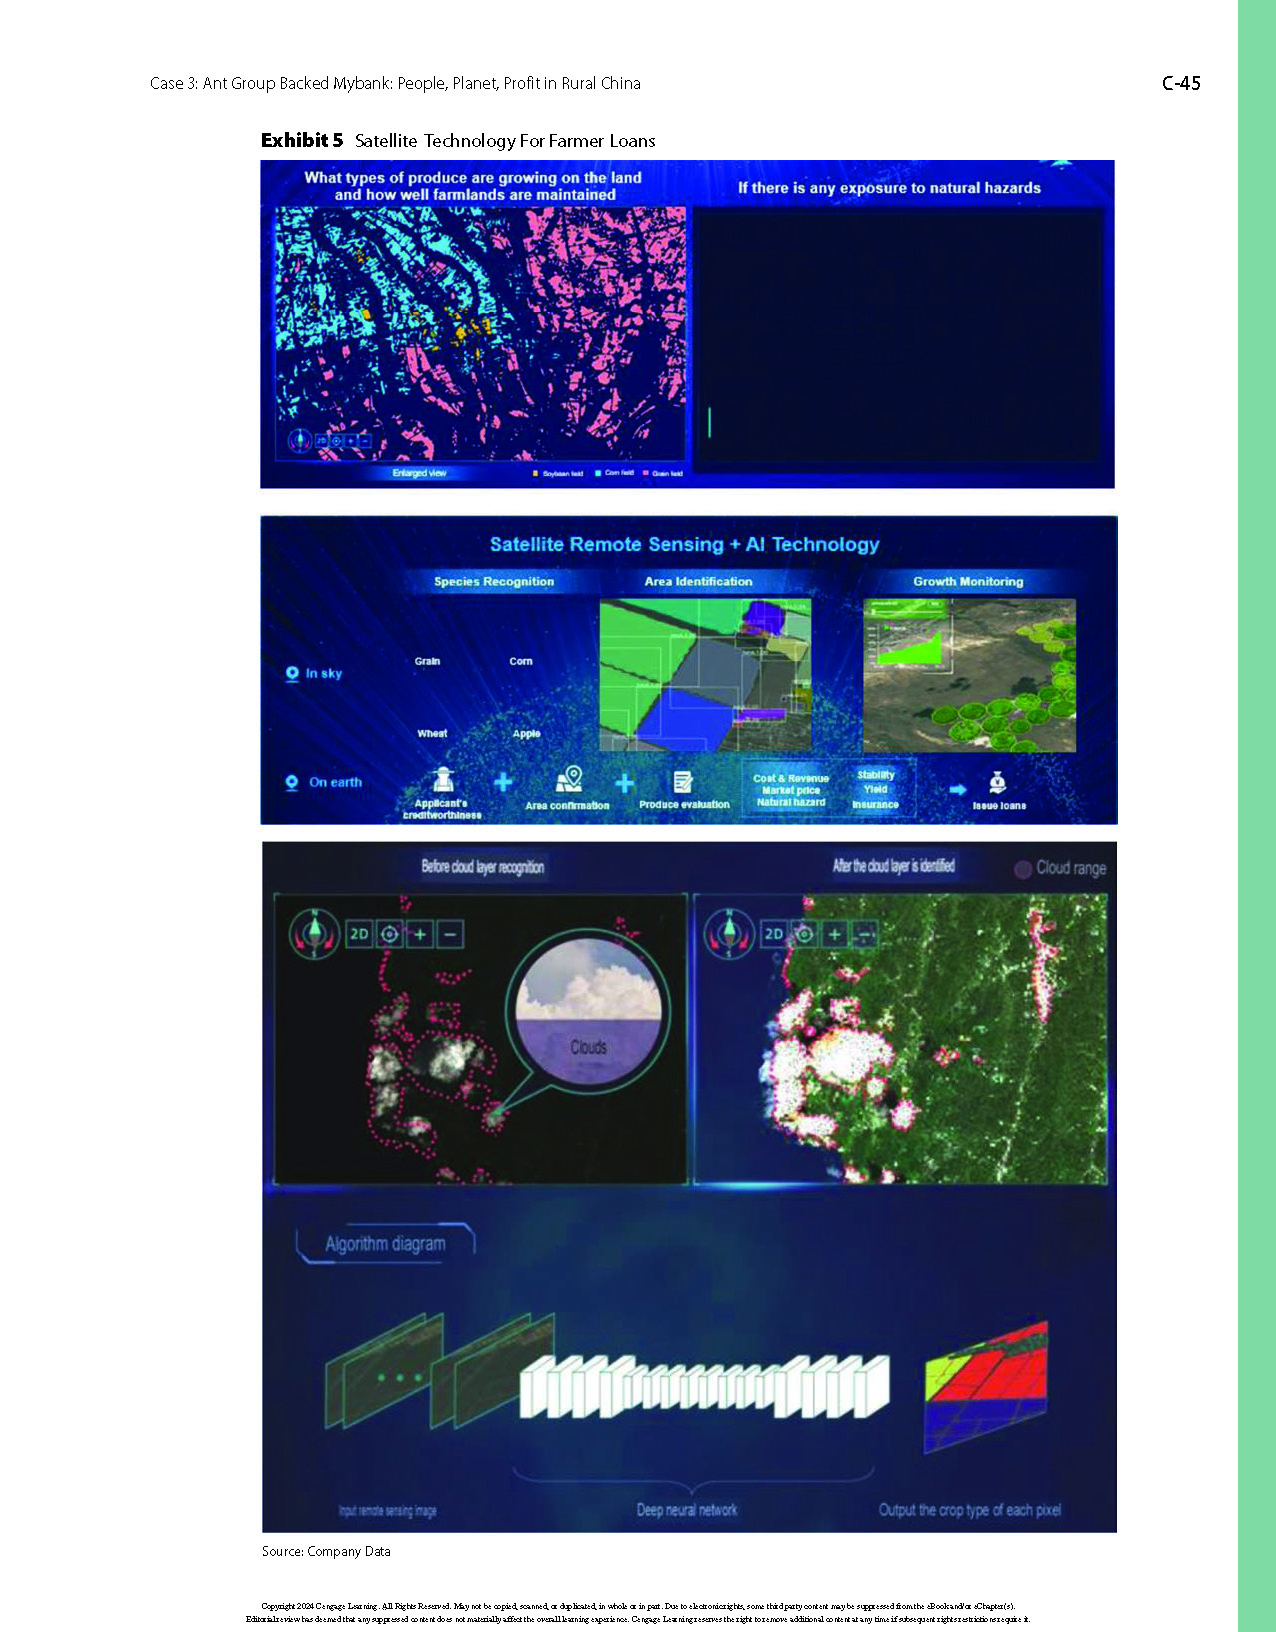 Case 3: Ant Group Backed Mybank: People, Planet, Profit in Rural China
C-45
Exhibit 5 Satellite Technology For Farmer Loans
What types of produce are growing on the land
and how well farmlands are maintained
If there is any exposure to natural hazards
2D + −
Enlarged view
Soybean field Corn field Grain field
Satellite Remote Sensing + AI Technology
Species Recognition Area Identification Growth Monitoring
In sky
Grain Corn
Wheat Apple
On earth
Applicant's
creditworthiness
+
Area confirmation
+
Produce evaluation
Cost & Revenue
Market price
Natural hazard
Stability
Yield
Insurance
Issue loans
Before cloud layer recognition
After the cloud layer is identified
Cloud range
N
S
2D + −
Clouds
N
S
2D + −
Algorithm diagram
Input remote sensing image
Deep neural network
Output the crop type of each pixel
Source: Company Data
Copyright 2024 Cengage Learning. All Rights Reserved. May not be copied, scanned, or duplicated, in whole or in part. Due to electronic rights, some third party content may be suppressed from the eBook and/or eChapter(s).
Editorial review has deemed that any suppressed content does not materially affect the overall learning experience. Cengage Learning reserves the right to remove additional content at any time if subsequent rights restrictions require it.